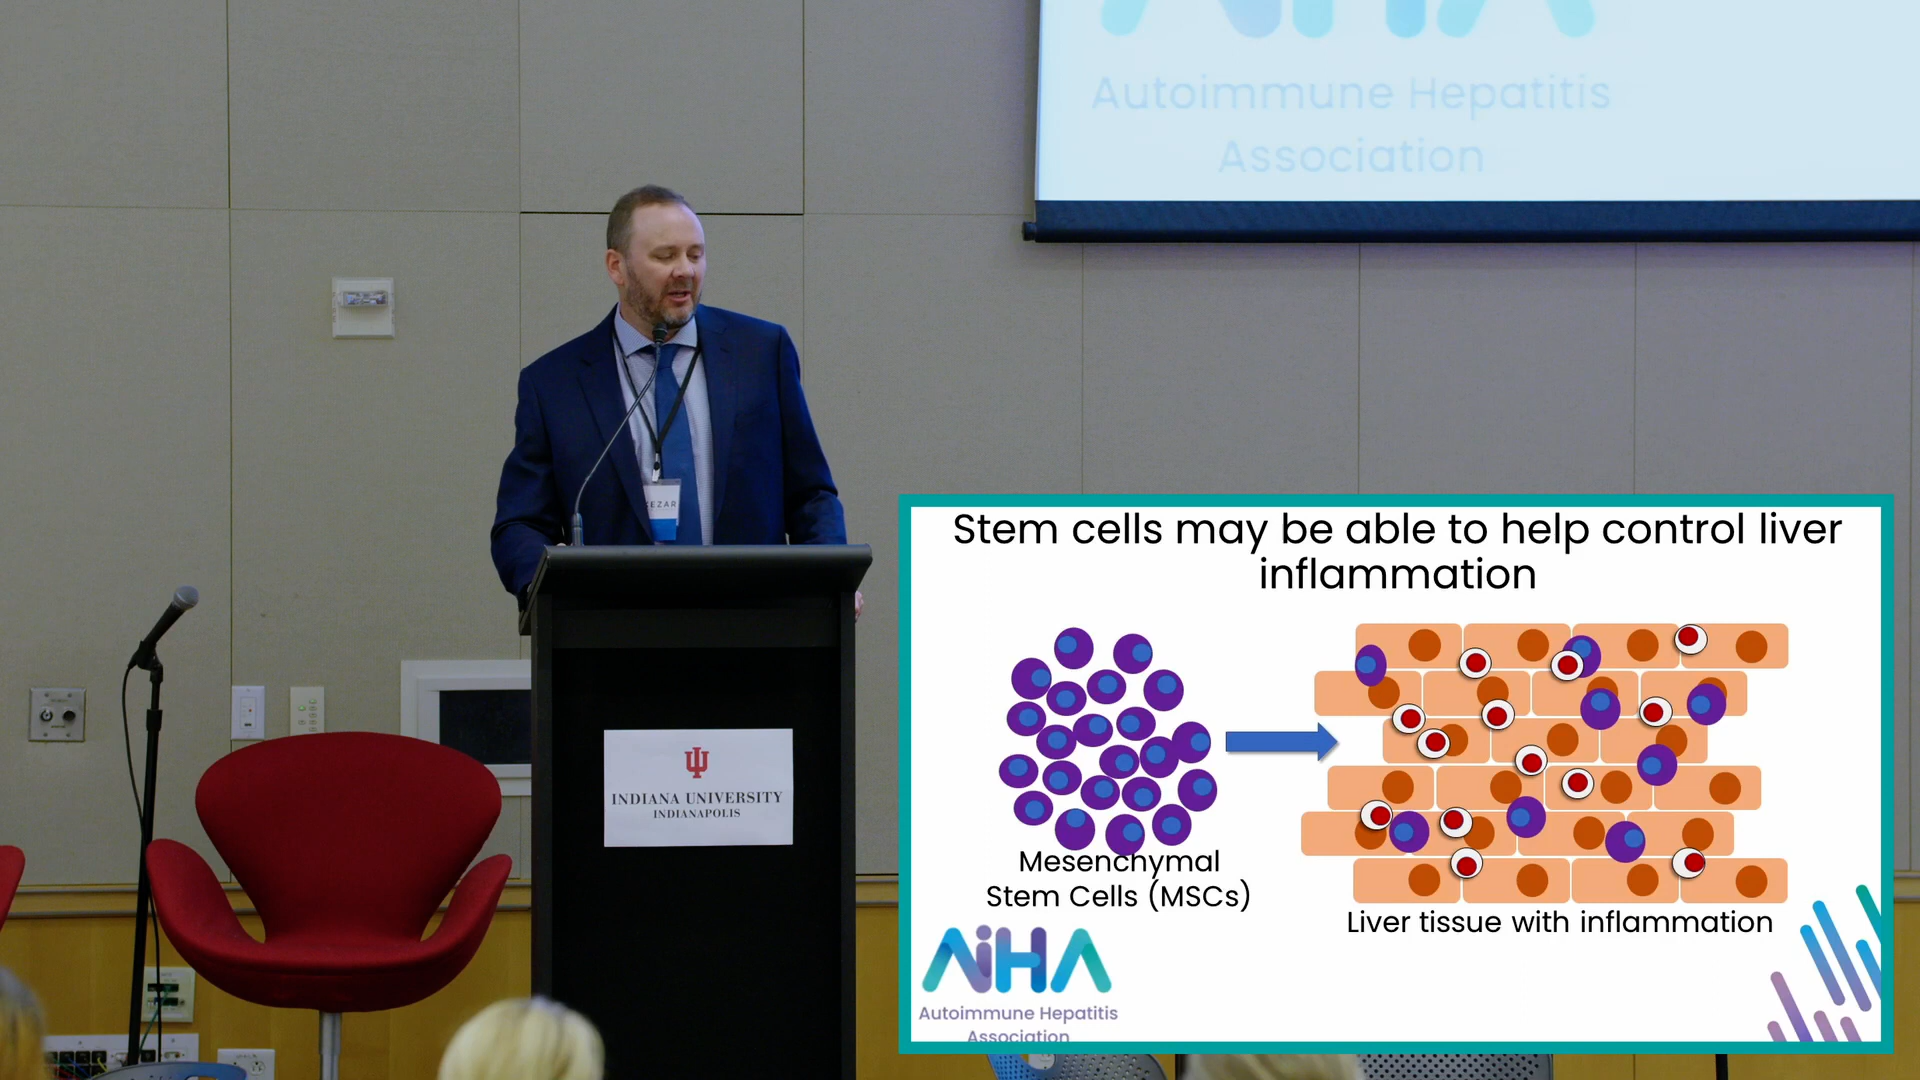 AiHA
Autoimmune Hepatitis
Association
INDIANA UNIVERSITY
INDIANAPOLIS
Stem cells may be able to help control liver
inflammation
Mesenchymal
Stem Cells (MSCs)
Liver tissue with inflammation
AiHA
Autoimmune Hepatitis
Association